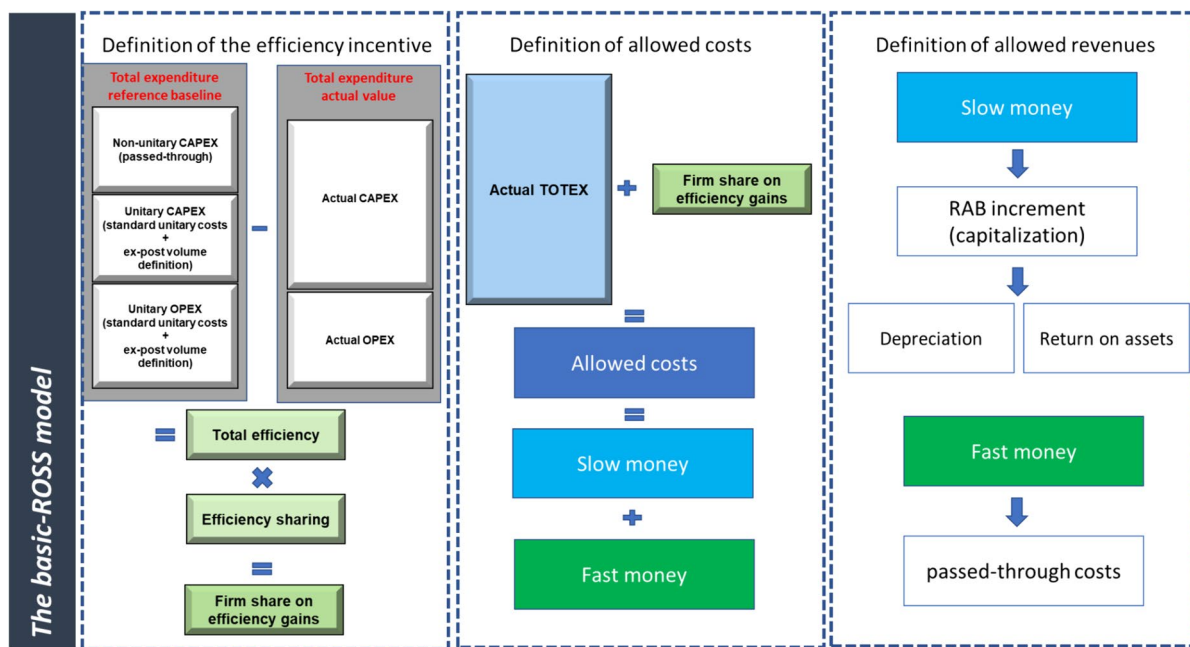 The basic-ROSS model
Definition of the efficiency incentive
Total expenditure
reference baseline
Non-unitary CAPEX
(passed-through)
Unitary CAPEX
(standard unitary costs
+
ex-post volume
definition)
Unitary OPEX
(standard unitary costs
+
ex-post volume
definition)
Total expenditure
actual value
Actual CAPEX
Actual OPEX
Total efficiency
Efficiency sharing
Firm share on
efficiency gains
Definition of allowed costs
Actual TOTEX
Firm share on
efficiency gains
Allowed costs
Slow money
Fast money
Definition of allowed revenues
Slow money
RAB increment
(capitalization)
Depreciation
Return on assets
Fast money
passed-through costs